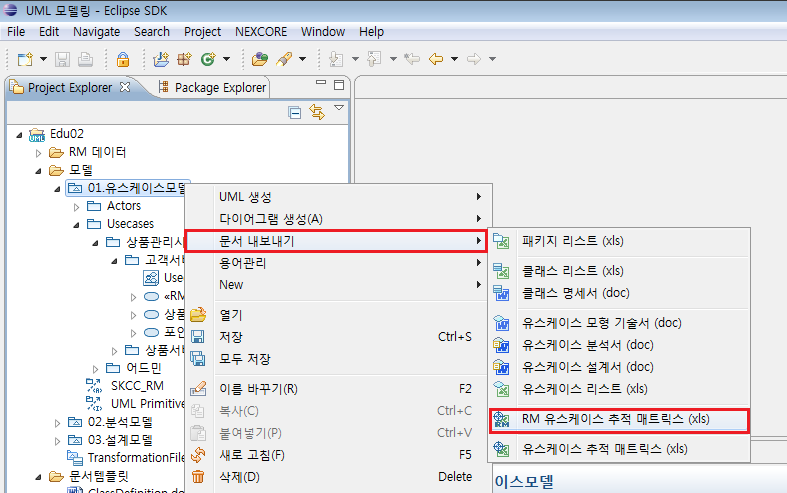 UML 모델링 - Eclipse SDK
File Edit Navigate Search Project NEXCORE Window Help
Project Explorer
Package Explorer
Edu02
RM 데이터
모델
01.유스케이스모델
Actors
Usecases
상품관리시
고객서비
Use
«RM
상품
포인
상품서비
어드민
SKCC_RM
UML Primitive
02.분석모델
03.설계모델
TransformationFile
문서템플릿
ClassDefinition.do
UML 생성
다이어그램 생성(A)
문서 내보내기
용어관리
New
열기
저장 Ctrl+S
모두 저장
이름 바꾸기(R) F2
복사(C) Ctrl+C
붙여넣기(P) Ctrl+V
새로 고침(F) F5
삭제(D) Delete
패키지 리스트 (xls)
클래스 리스트 (xls)
클래스 명세서 (doc)
유스케이스 모형 기술서 (doc)
유스케이스 분석서 (doc)
유스케이스 설계서 (doc)
유스케이스 리스트 (xls)
RM 유스케이스 추적 매트릭스 (xls)
유스케이스 추적 매트릭스 (xls)
이스모델